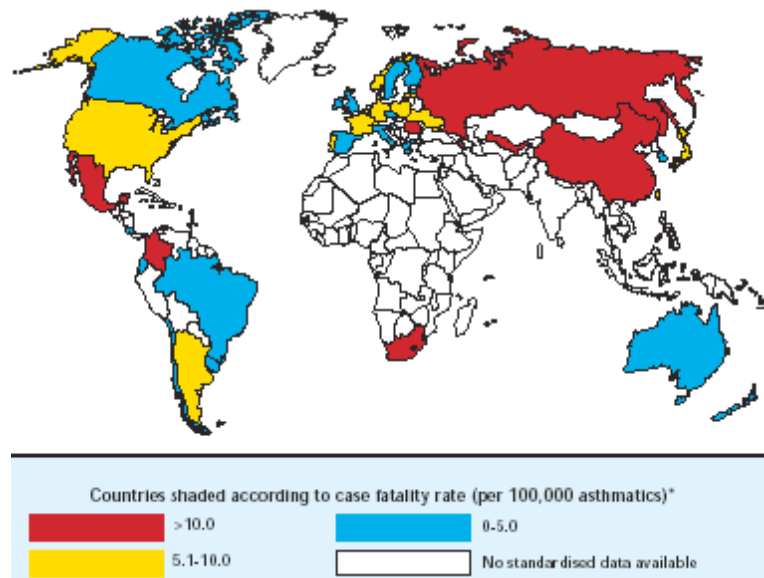 Countries shaded according to case fatality rate (per 100,000 asthmatics)*
>10.0
0-5.0
5.1-10.0
No standardised data available